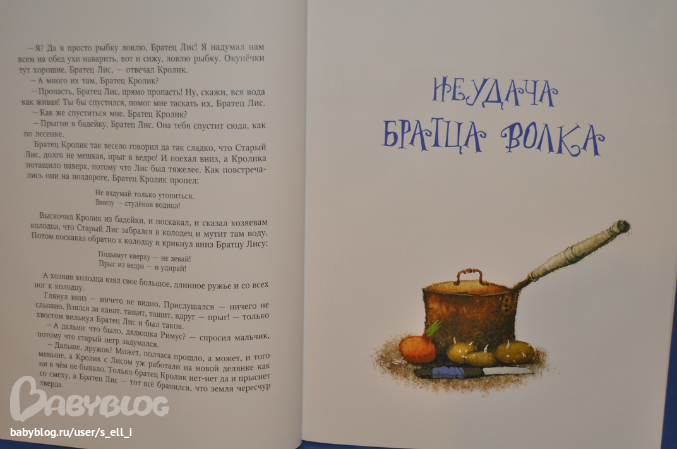 — Я? Да я просто рыбку ловлю, Братец Лис! Я надумал нам
всем на обед ухи наварить, вот и сижу, ловлю рыбку. Окунёчки
тут хорошие, Братец Лис, — отвечал Кролик.
— А много их там, Братец Кролик?
— Пропасть, Братец Лис, прямо пропасть! Ну, скажи, вся вода
как живая! Ты бы спустился, помог мне таскать их, Братец Лис.
— Как же спуститься мне, Братец Кролик?
— Прыгай в бадейку, Братец Лис. Она тебя спустит сюда, как
по лесенке.
Братец Кролик так весело говорил да так сладко, что Старый
Лис, долго не мешкая, прыг в ведро! И поехал вниз, а Кролика
потащило наверх, потому что Лис был тяжелее. Как повстреча-
лись они на полдороге, Братец Кролик пропел:
Не вздумай только утопиться.
Внизу — студёная водица!
Выскочил Кролик из бадейки, и поскакал, и сказал хозяевам
колодца, что Старый Лис забрался в колодец и мутит там воду.
Потом поскакал обратно к колодцу и крикнул вниз Братцу Лису:
Подымут кверху — не зевай!
Прыг из ведра — и удирай!
А хозяин колодца взял свое большое, длинное ружье и со всех
ног к колодцу.
Глянул вниз — ничего не видно. Прислушался — ничего не
слышно. Взялся за канат, тащит, тащит, вдруг — прыг! — только
хвостом вильнул Братец Лис и был таков.
— А дальше что было, дядюшка Римус? — спросил мальчик,
потому что старый негр задумался.
— Дальше, дружок? Может, полчаса прошло, а может, и того
меньше, а Кролик с Лисом уж работали на новой делянке как
ни в чём не бывало. Только братец Кролик нет-нет да и прыснет
со смеху, а Братец Лис — тот всё бранился, что земля чересчур
тверда.
НЕУДАЧА
БРАТЦА ВОЛКА
BABYBLOG
babyblog.ru/user/s_ell_i